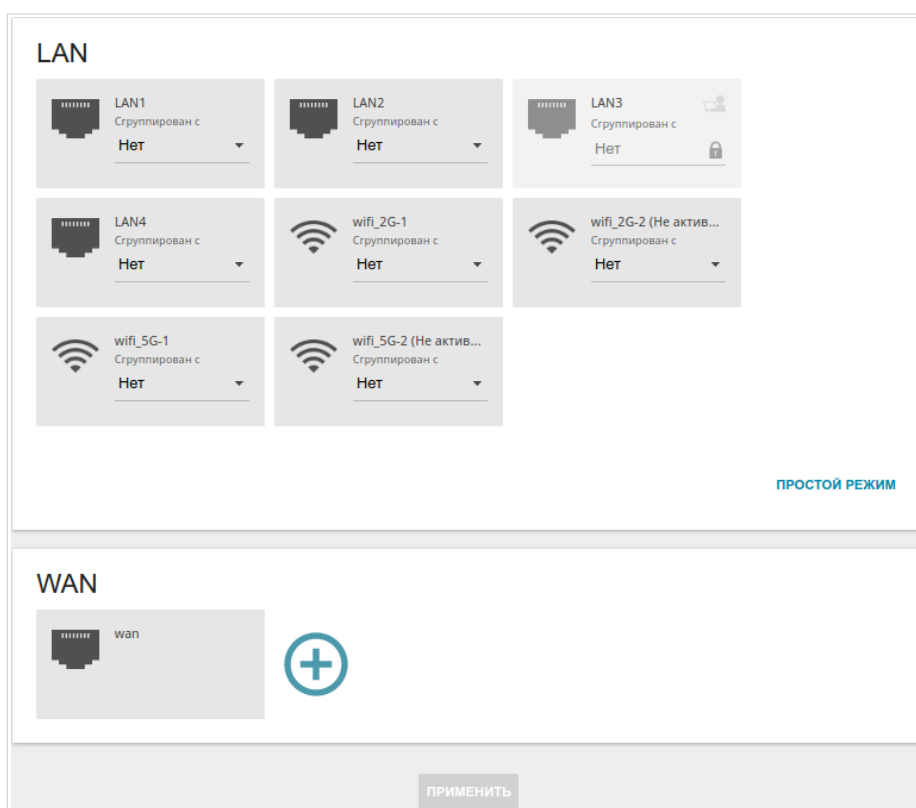 LAN
LAN1
Сгруппирован с
Нет
LAN2
Сгруппирован с
Нет
LAN3
Сгруппирован с
Нет
LAN4
Сгруппирован с
Нет
wifi_2G-1
Сгруппирован с
Нет
wifi_2G-2 (Не актив...
Сгруппирован с
Нет
wifi_5G-1
Сгруппирован с
Нет
wifi_5G-2 (Не актив...
Сгруппирован с
Нет
ПРОСТОЙ РЕЖИМ
WAN
wan
ПРИМЕНИТЬ